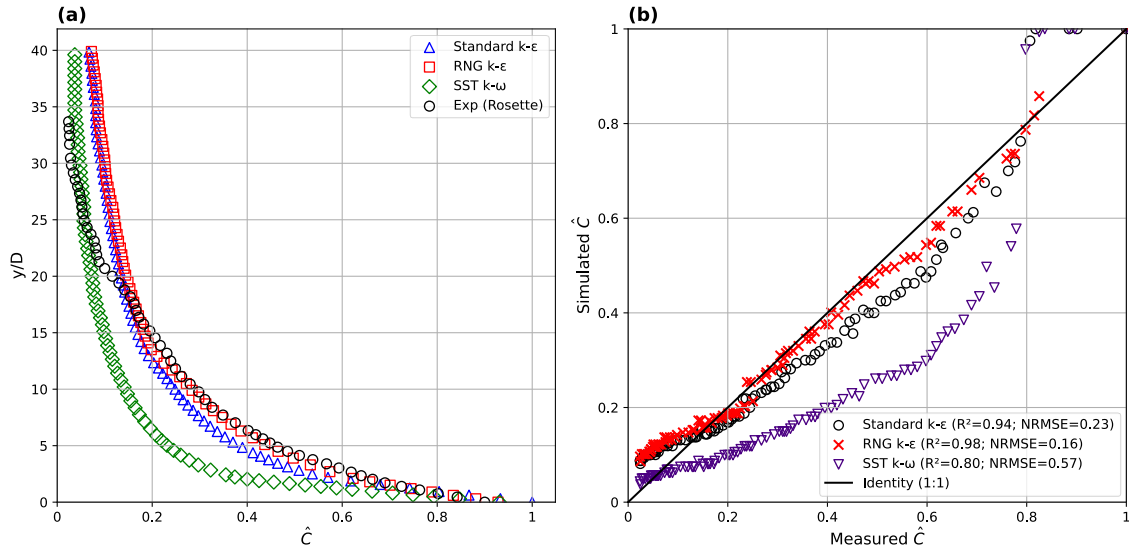 (a)
y/D
40
35
30
25
20
15
10
5
0
0
0.2
0.4
0.6
0.8
1.0
Ĉ
Standard k-ε
RNG k-ε
SST k-ω
Exp (Rosette)
(b)
Simulated Ĉ
1
0.8
0.6
0.4
0.2
0
0
0.2
0.4
0.6
0.8
1
Measured Ĉ
Standard k-ε (R²=0.94; NRMSE=0.23)
RNG k-ε (R²=0.98; NRMSE=0.16)
SST k-ω (R²=0.80; NRMSE=0.57)
Identity (1:1)